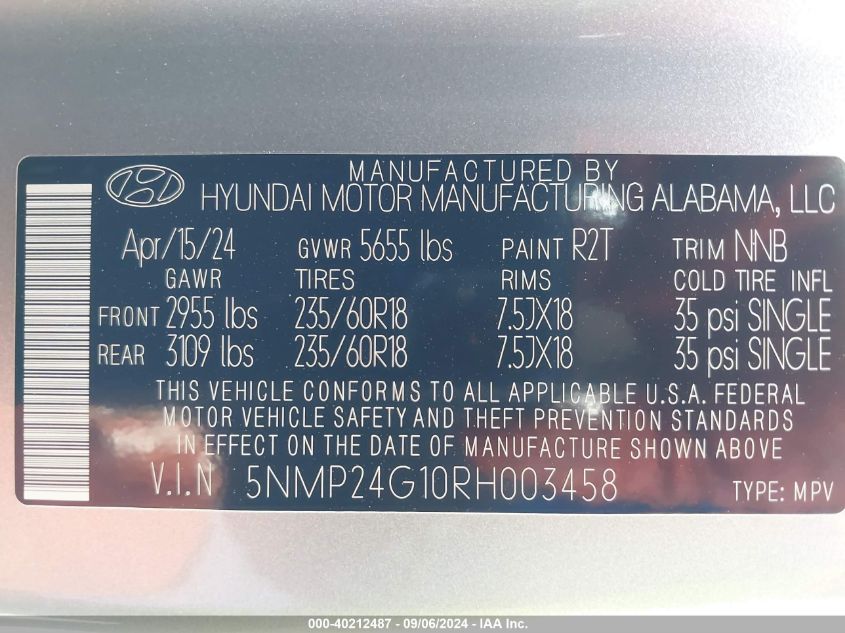 MANUFACTURED BY
HYUNDAI MOTOR MANUFACTURING ALABAMA, LLC
Apr/15/24 GVWR 5655 lbs PAINT R2T TRIM NNB
GAWR TIRES RIMS COLD TIRE INFL
FRONT 2955 lbs 235/60R18 7.5JX18 35 psi SINGLE
REAR 3109 lbs 235/60R18 7.5JX18 35 psi SINGLE
THIS VEHICLE CONFORMS TO ALL APPLICABLE U.S.A. FEDERAL
MOTOR VEHICLE SAFETY AND THEFT PREVENTION STANDARDS
IN EFFECT ON THE DATE OF MANUFACTURE SHOWN ABOVE
V.I.N 5NMP24G10RH003458 TYPE: MPV
000-40212487 - 09/06/2024 - IAA Inc.